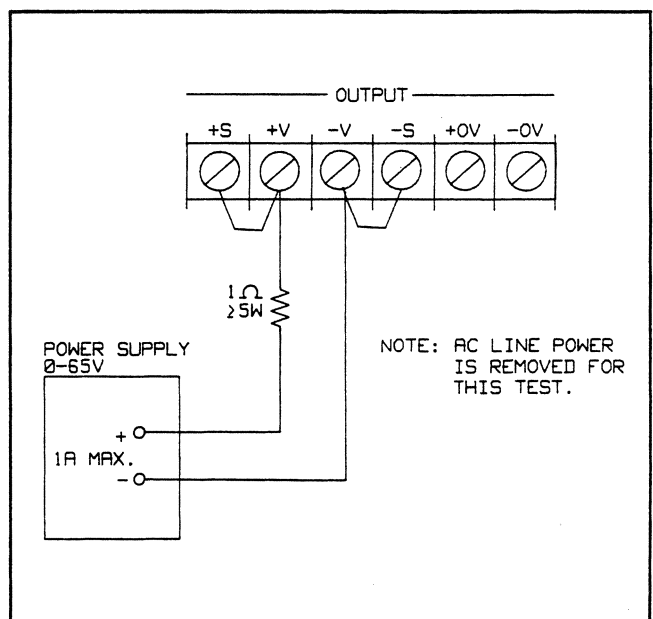 OUTPUT
+S +V -V -S +OV -OV
1Ω
≥5W
POWER SUPPLY
0-65V
+
1A MAX.
-
NOTE: AC LINE POWER
IS REMOVED FOR
THIS TEST.